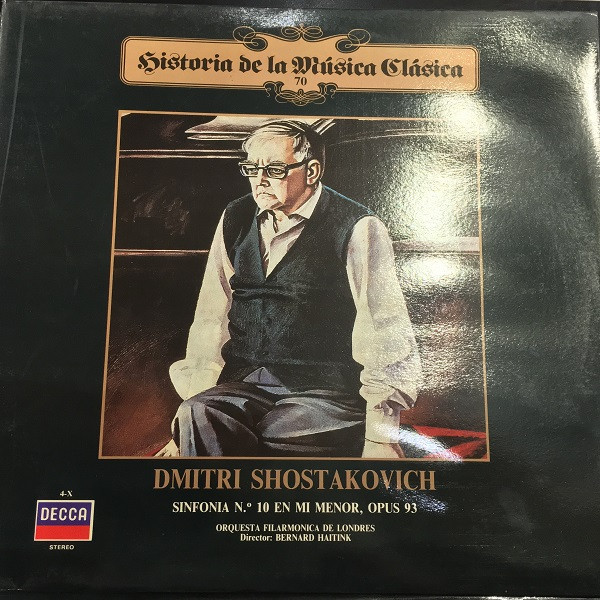 Historia de la Música Clásica
70
DMITRI SHOSTAKOVICH
SINFONIA N.º 10 EN MI MENOR, OPUS 93
ORQUESTA FILARMONICA DE LONDRES
Director: BERNARD HAITINK
4-X
DECCA
STEREO